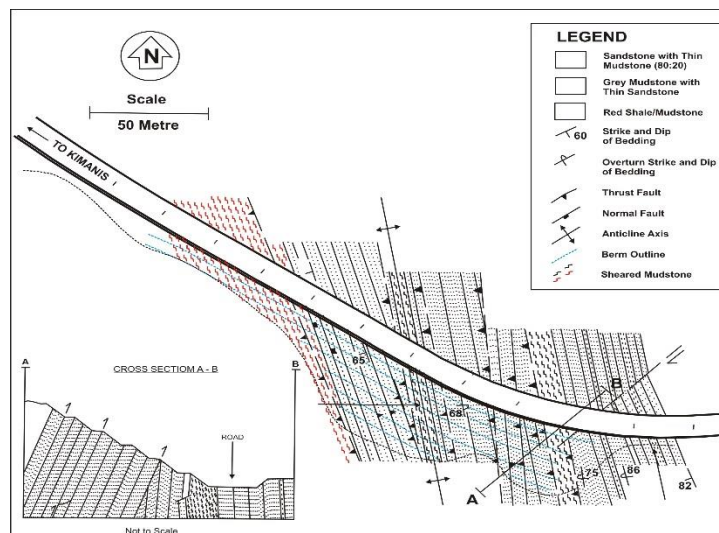 N
Scale
50 Metre
TO KIMANIS
LEGEND
Sandstone with Thin
Mudstone (80:20)
Grey Mudstone with
Thin Sandstone
Red Shale/Mudstone
60
Strike and Dip
of Bedding
Overturn Strike and Dip
of Bedding
Thrust Fault
Normal Fault
Anticline Axis
Berm Outline
Sheared Mudstone
65
68
B
A
75
86
82
A
CROSS SECTIOM A - B
B
ROAD
Not to Scale